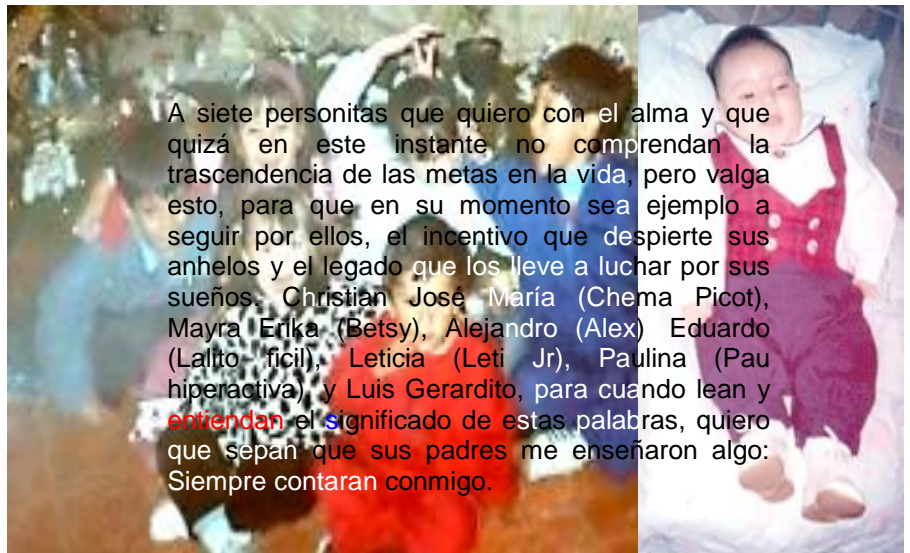 A siete personitas que quiero con el alma y que
quizá en este instante no comprendan la
trascendencia de las metas en la vida, pero valga
esto, para que en su momento sea ejemplo a
seguir por ellos, el incentivo que despierte sus
anhelos y el legado que los lleve a luchar por sus
sueños. Christian José María (Chema Picot),
Mayra Erika (Betsy), Alejandro (Alex) Eduardo
(Lalito ficil), Leticia (Leti Jr), Paulina (Pau
hiperactiva), y Luis Gerardito, para cuando lean y
entiendan el significado de estas palabras, quiero
que sepan que sus padres me enseñaron algo:
Siempre contaran conmigo.